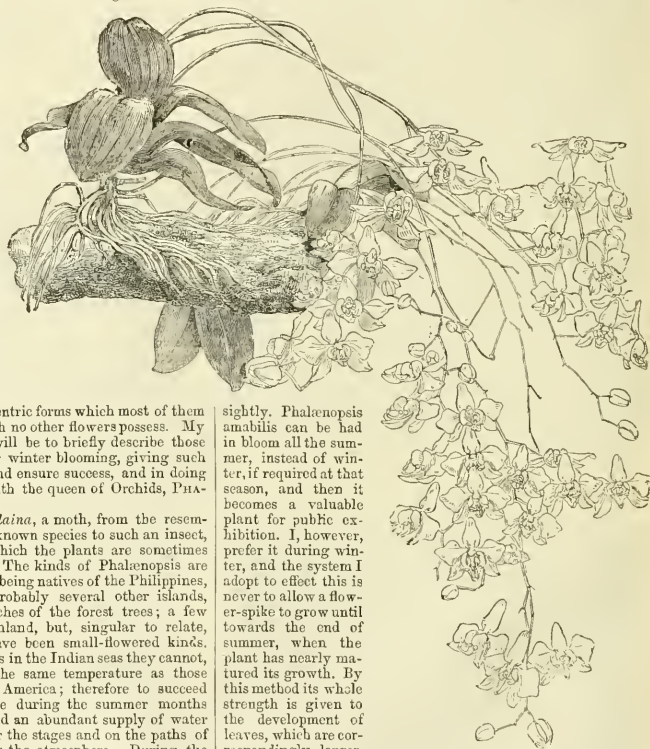 entric forms which most of them
h no other flowers possess. My
will be to briefly describe those
winter blooming, giving such
nd ensure success, and in doing
ith the queen of Orchids, PHA-
laina, a moth, from the resem-
known species to such an insect,
hich the plants are sometimes
The kinds of Phalænopsis are
being natives of the Philippines,
robably several other islands,
ches of the forest trees; a few
nland, but, singular to relate,
ave been small-flowered kinds.
s in the Indian seas they cannot,
he same temperature as those
America; therefore to succeed
e during the summer months
d an abundant supply of water
r the stages and on the paths of
the atmosphere. During the
sightly. Phalænopsis
amabilis can be had
in bloom all the sum-
mer, instead of win-
ter, if required at that
season, and then it
becomes a valuable
plant for public ex-
hibition. I, however,
prefer it during win-
ter, and the system I
adopt to effect this is
never to allow a flow-
er-spike to grow until
towards the end of
summer, when the
plant has nearly ma-
tured its growth. By
this method its whole
strength is given to
the development of
leaves, which are cor-